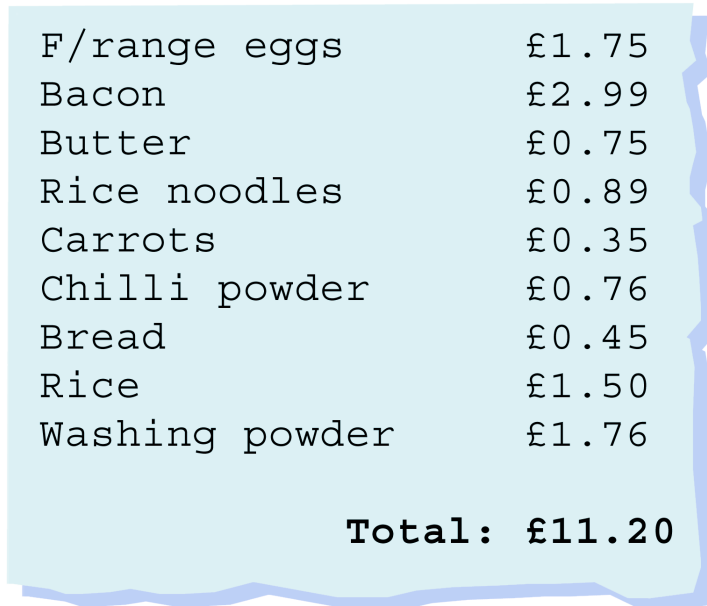 F/range eggs £1.75
Bacon £2.99
Butter £0.75
Rice noodles £0.89
Carrots £0.35
Chilli powder £0.76
Bread £0.45
Rice £1.50
Washing powder £1.76
Total: £11.20